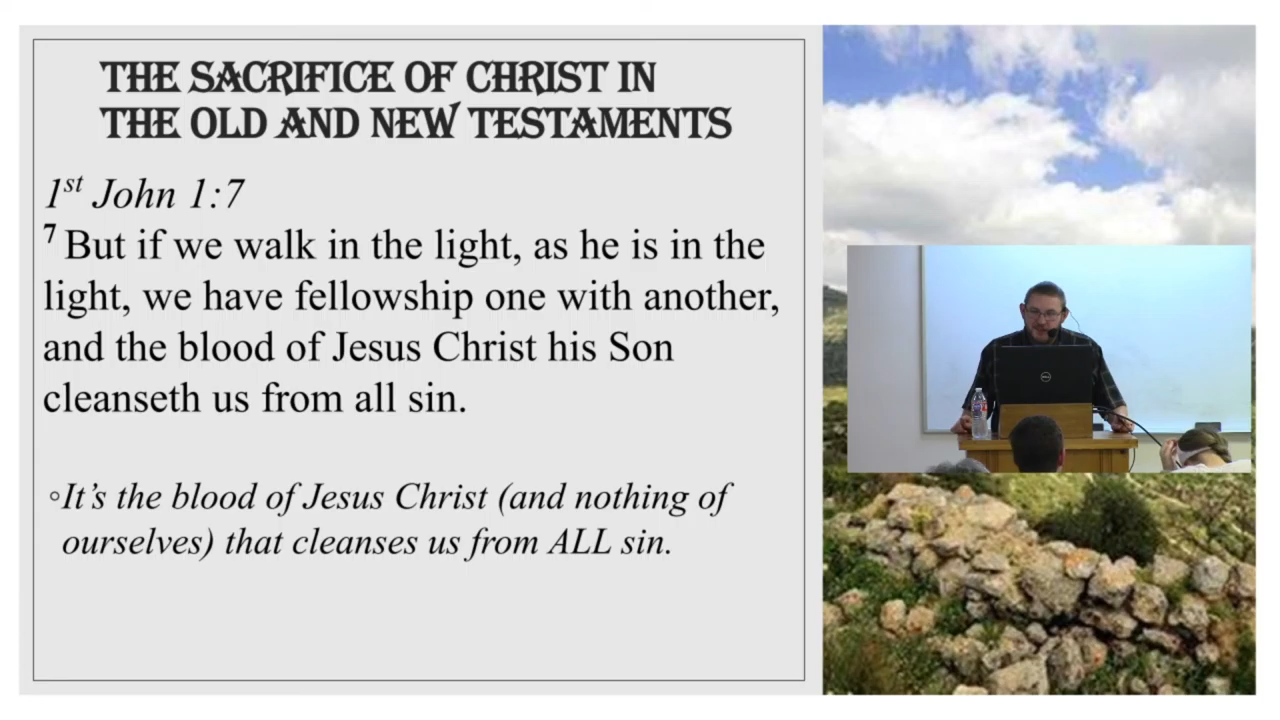 THE SACRIFICE OF CHRIST IN
THE OLD AND NEW TESTAMENTS
1st John 1:7
7 But if we walk in the light, as he is in the
light, we have fellowship one with another,
and the blood of Jesus Christ his Son
cleanseth us from all sin.
◦It’s the blood of Jesus Christ (and nothing of
ourselves) that cleanses us from ALL sin.
DELL